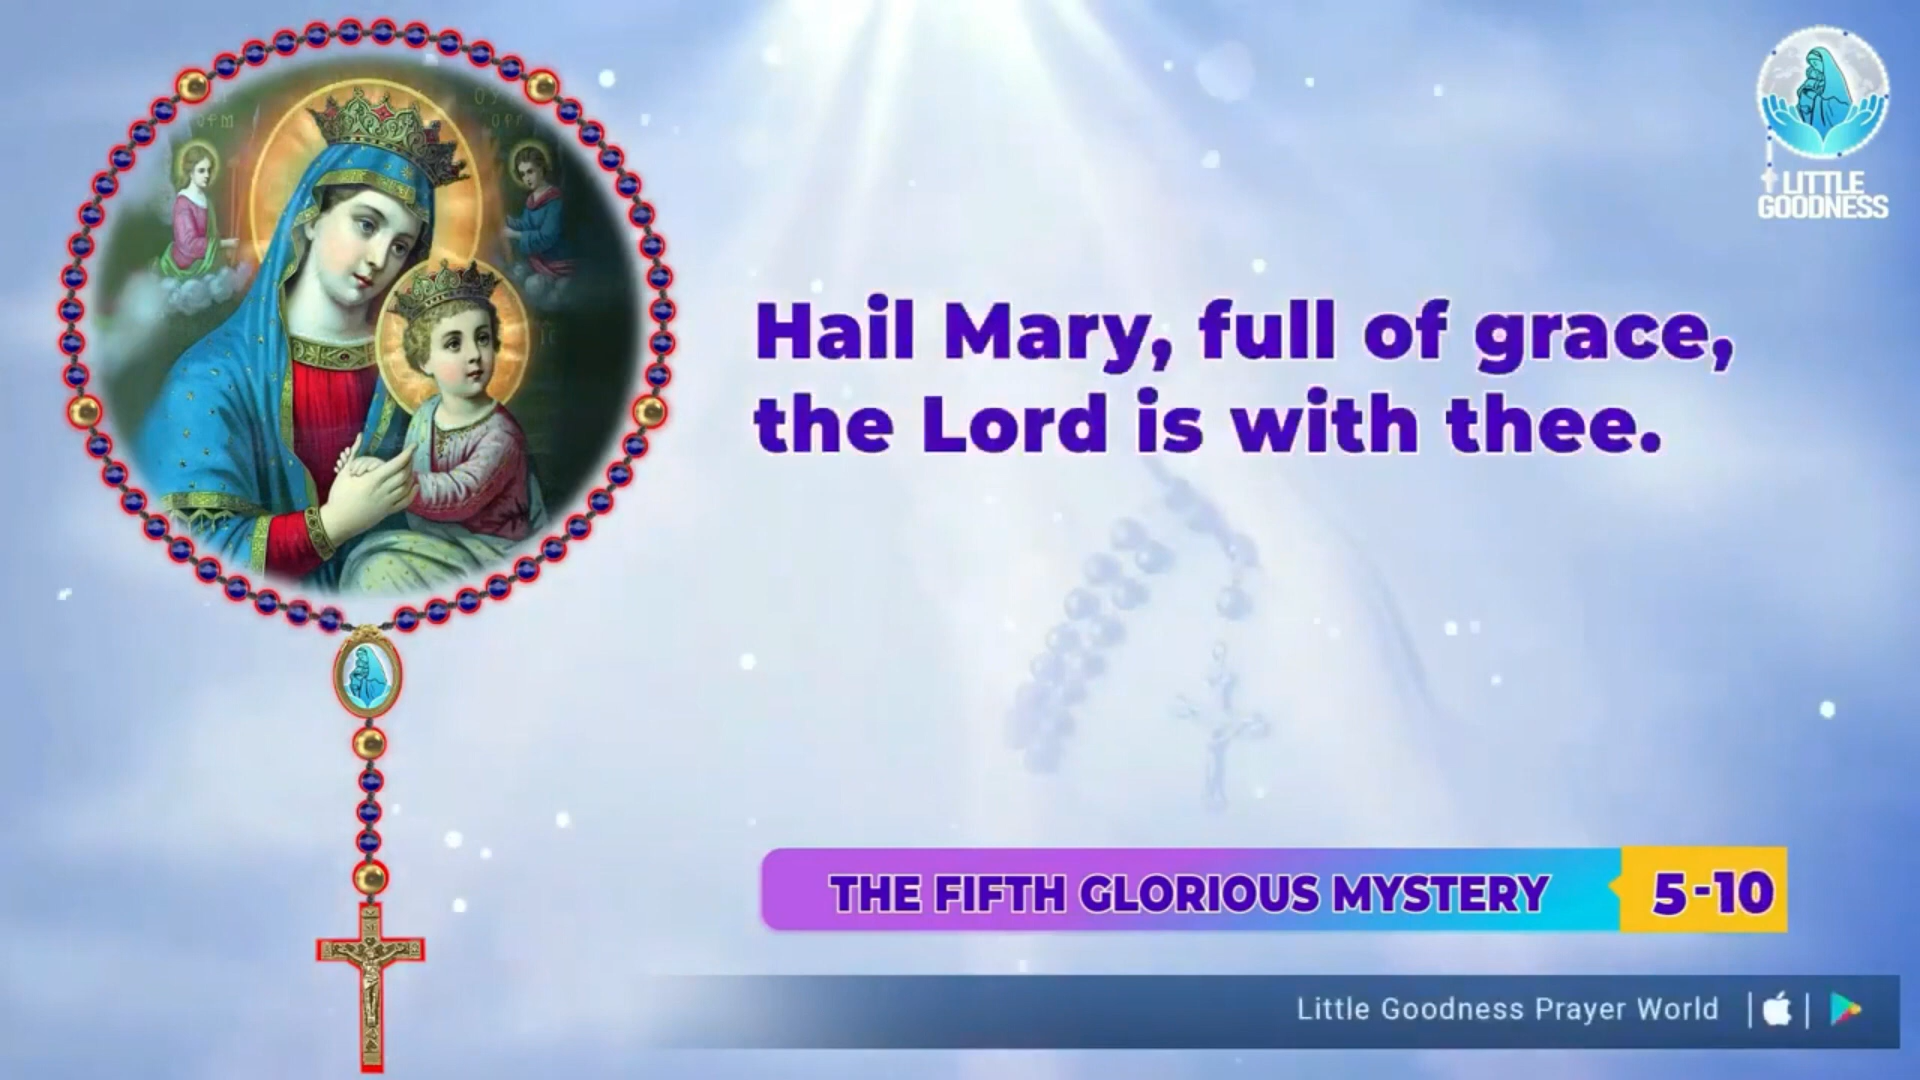 LITTLE
GOODNESS
Hail Mary, full of grace,
the Lord is with thee.
THE FIFTH GLORIOUS MYSTERY 5-10
Little Goodness Prayer World